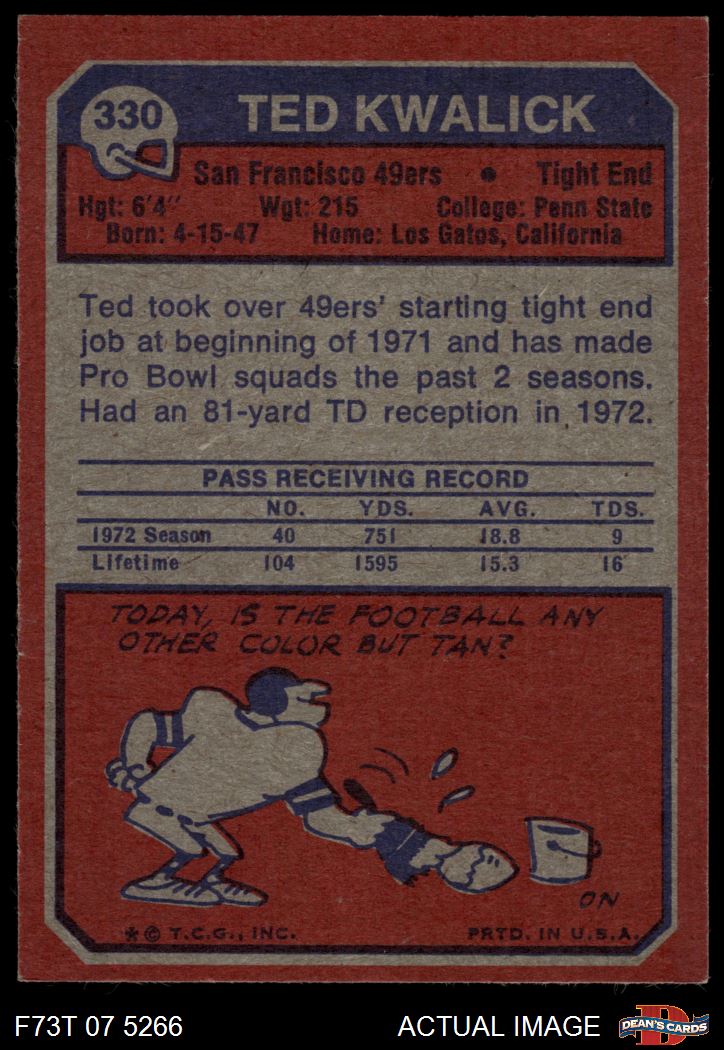 330
TED KWALICK
San Francisco 49ers • Tight End
Hgt: 6'4" Wgt: 215 College: Penn State
Born: 4-15-47 Home: Los Gatos, California
Ted took over 49ers' starting tight end
job at beginning of 1971 and has made
Pro Bowl squads the past 2 seasons.
Had an 81-yard TD reception in 1972.
PASS RECEIVING RECORD
NO. YDS. AVG. TDS.
1972 Season 40 751 18.8 9
Lifetime 104 1595 15.3 16
TODAY, IS THE FOOTBALL ANY
OTHER COLOR BUT TAN?
ON
* © T.C.G., INC. PRTD. IN U.S.A.
F73T 07 5266 ACTUAL IMAGE D DEAN'S CARDS